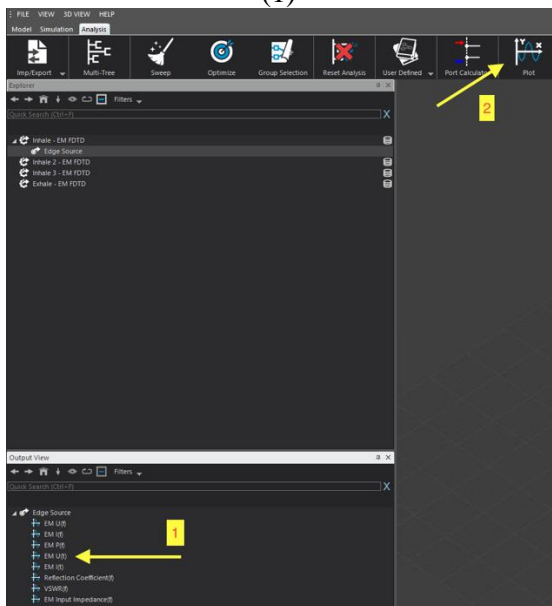 (1)
FILE VIEW 3D VIEW HELP
Model Simulation Analysis
Imp/Export Multi-Tree Sweep Optimize Group Selection Reset Analysis User Defined Port Calculator Plot
2
Explorer
Filters
Quick Search (Ctrl+F) X
Inhale - EM FDTD
Edge Source
Inhale 2 - EM FDTD
Inhale 3 - EM FDTD
Exhale - EM FDTD
Output View
Filters
Quick Search (Ctrl+F) X
Edge Source
EM U(f)
EM I(f)
1
EM P(f)
EM U(t)
EM I(t)
Reflection Coefficient(f)
VSWR(f)
EM Input Impedance(f)